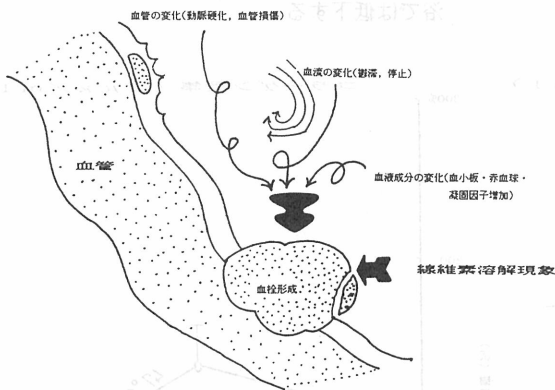 血管の変化(動脈硬化，血管損傷)
血流の変化(鬱滞，停止)
血管
血液成分の変化(血小板・赤血球・
凝固因子増加)
線維素溶解現象
血栓形成